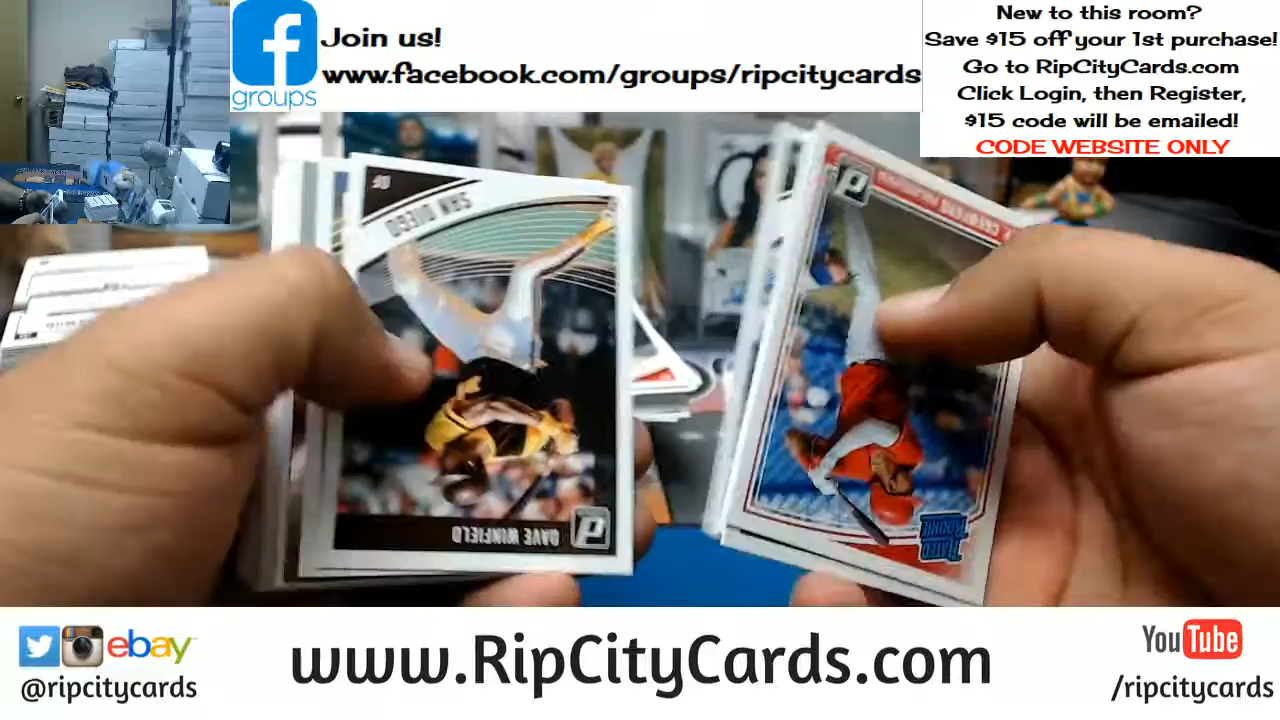 Join us!
www.facebook.com/groups/ripcitycards
groups
New to this room?
Save $15 off your 1st purchase!
Go to RipCityCards.com
Click Login, then Register,
$15 code will be emailed!
CODE WEBSITE ONLY
OF
SAN DIEGO
DAVE WINFIELD
RATED
ROOKIE
ebay
@ripcitycards
www.RipCityCards.com
YouTube
/ripcitycards